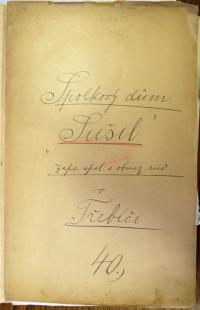 Spolkový dům
"Sušil"
"zaps. spol. s obmez. ruč.
v
Třebíči
40.,